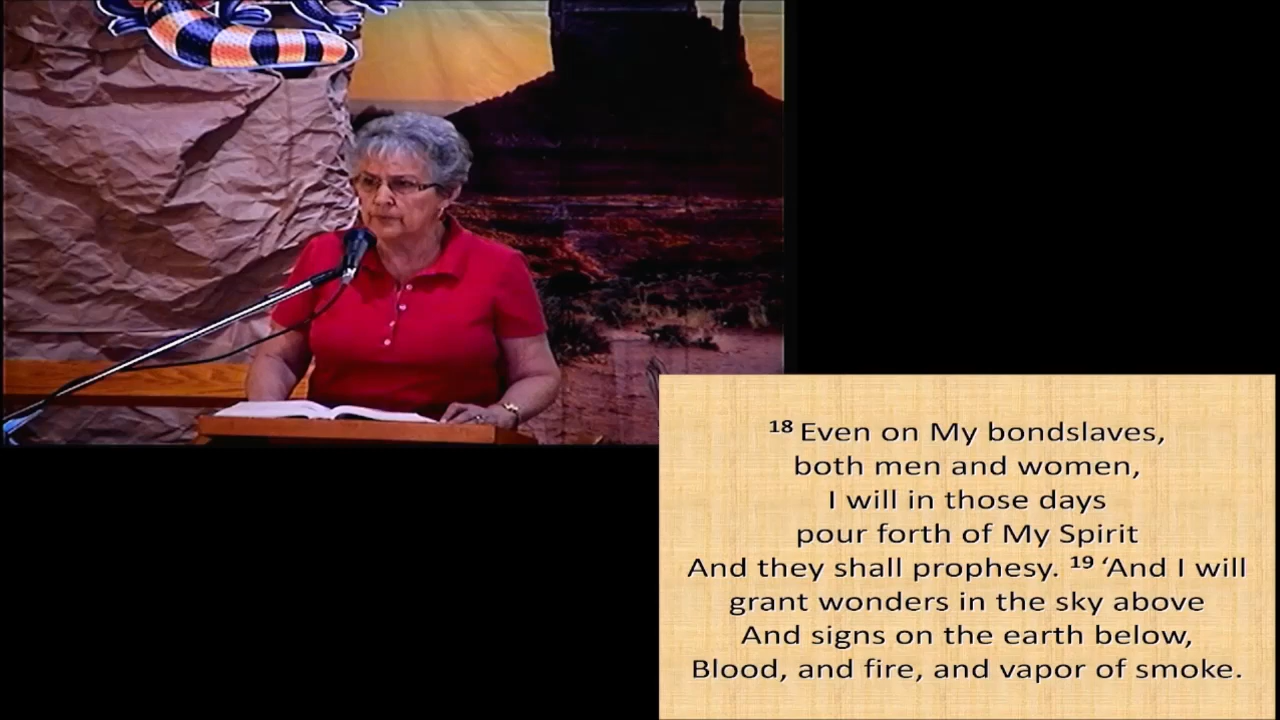 18 Even on My bondslaves,
both men and women,
I will in those days
pour forth of My Spirit
And they shall prophesy. 19 ‘And I will
grant wonders in the sky above
And signs on the earth below,
Blood, and fire, and vapor of smoke.